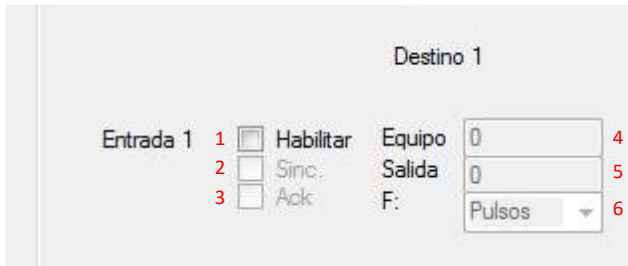 Destino 1
Entrada 1 1 Habilitar Equipo 0 4
2 Sinc. Salida 0 5
3 Ack F: Pulsos 6